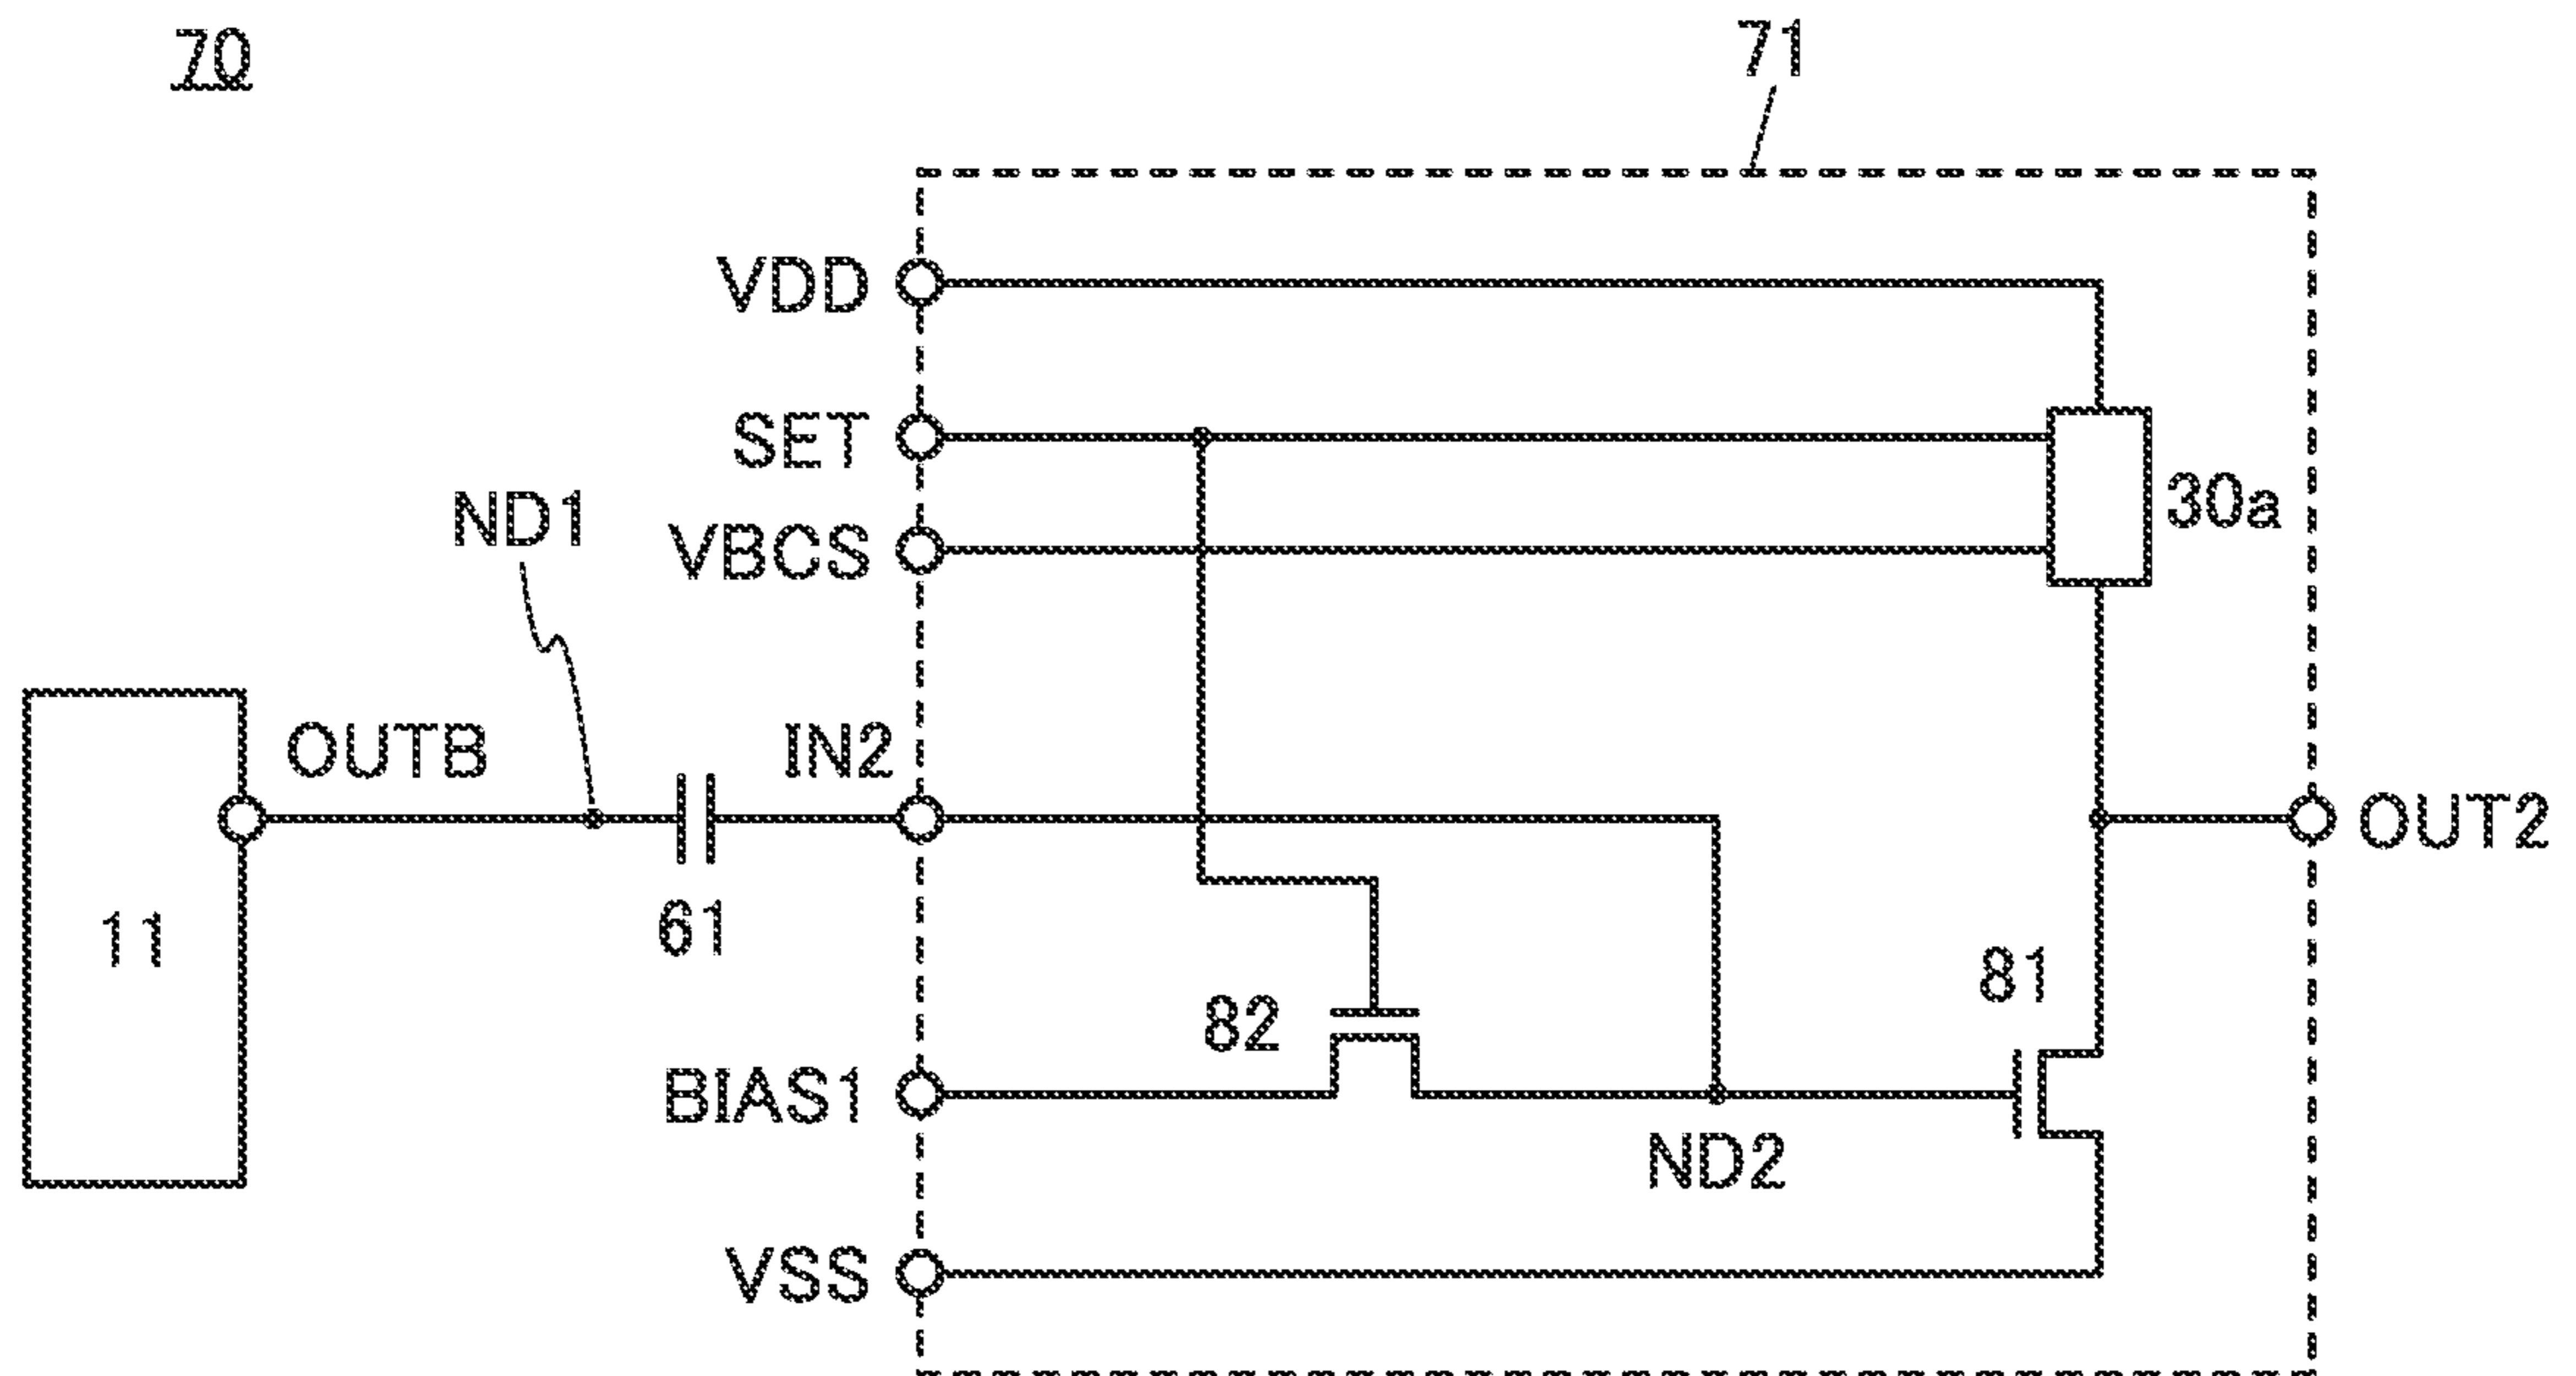 70
71
VDD
SET
30a
ND1
VBCS
OUTB
IN2
OUT2
11
61
81
82
BIAS1
ND2
VSS